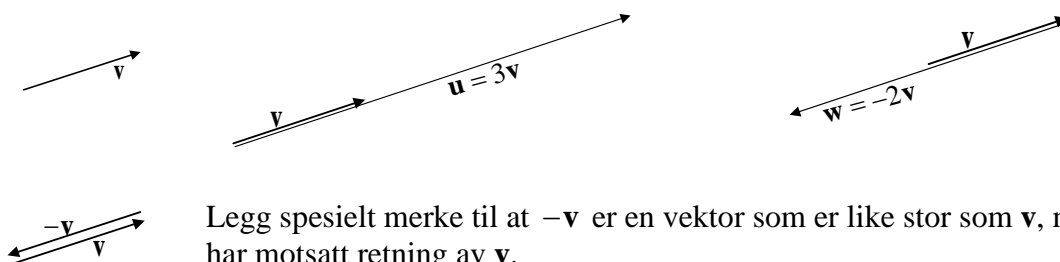 v
v
u = 3v
v
w = −2v
−v
v
Legg spesielt merke til at −v er en vektor som er like stor som v,
har motsatt retning av v.